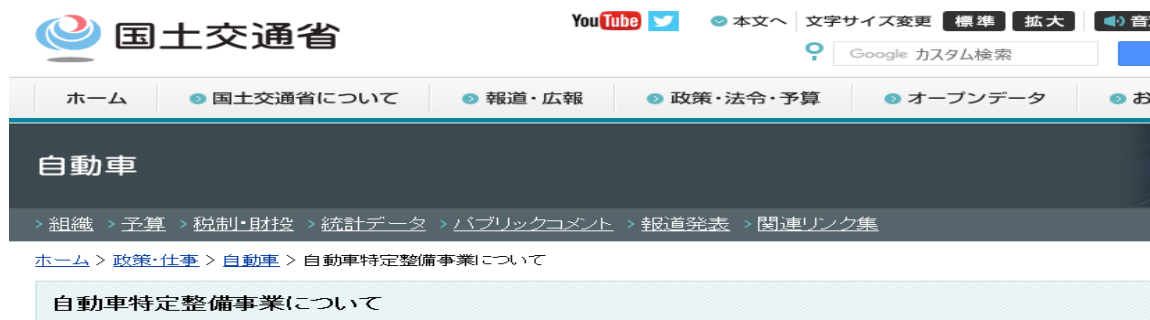 国土交通省
YouTube 本文へ 文字サイズ変更 標準 拡大 音
Google カスタム検索
ホーム 国土交通省について 報道・広報 政策・法令・予算 オープンデータ お
自動車
>組織 >予算 >税制・財投 >統計データ >パブリックコメント >報道発表 >関連リンク集
ホーム > 政策・仕事 > 自動車 > 自動車特定整備事業について
自動車特定整備事業について